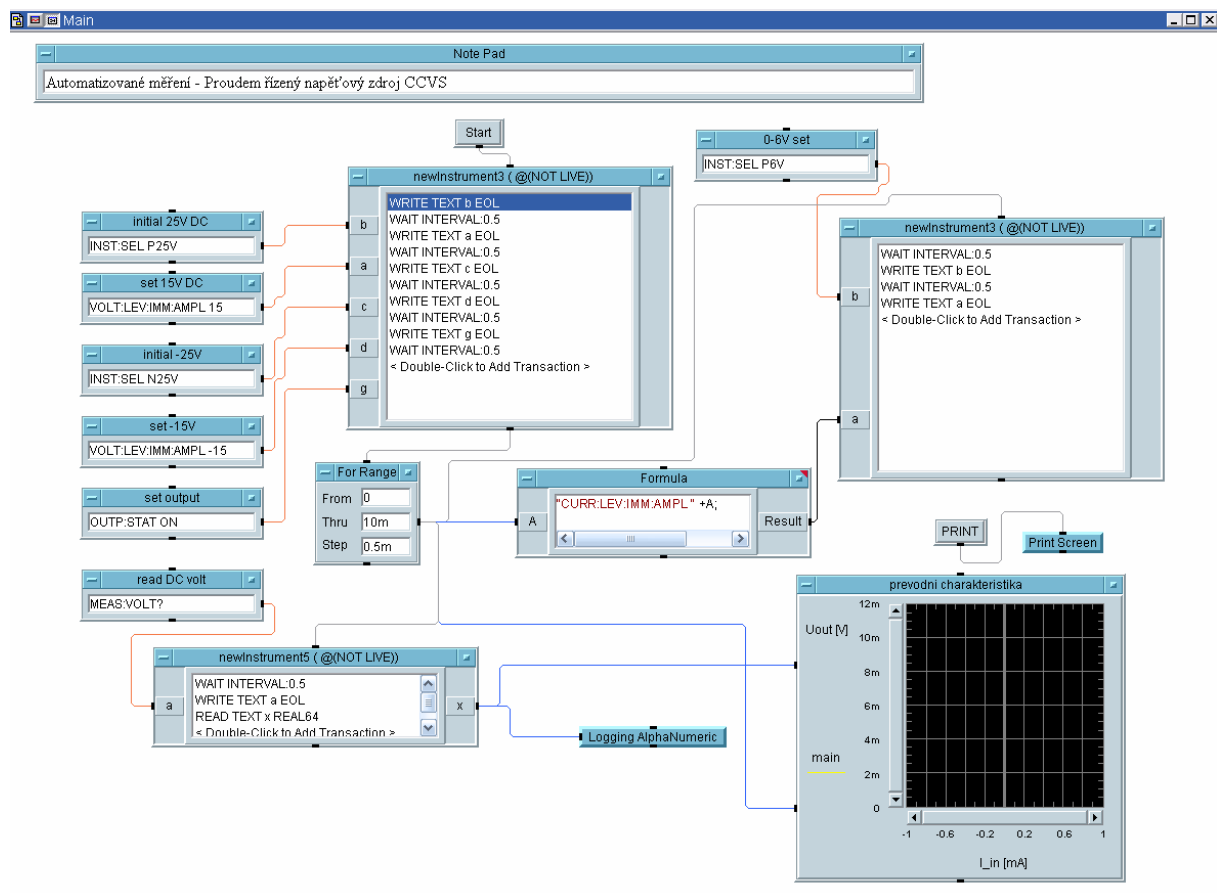 Main
Note Pad
Automatizované měření - Proudem řízený napěťový zdroj CCVS
Start
0-6V set
INST:SEL P6V
newInstrument3 ( @(NOT LIVE))
WRITE TEXT b EOL
WAIT INTERVAL:0.5
WRITE TEXT a EOL
WAIT INTERVAL:0.5
WRITE TEXT c EOL
WAIT INTERVAL:0.5
WRITE TEXT d EOL
WAIT INTERVAL:0.5
WRITE TEXT g EOL
WAIT INTERVAL:0.5
< Double-Click to Add Transaction >
b
a
c
d
g
initial 25V DC
INST:SEL P25V
set 15V DC
VOLT:LEV:IMM:AMPL 15
initial -25V
INST:SEL N25V
set -15V
VOLT:LEV:IMM:AMPL -15
set output
OUTP:STAT ON
read DC volt
MEAS:VOLT?
newInstrument3 ( @(NOT LIVE))
WAIT INTERVAL:0.5
WRITE TEXT b EOL
WAIT INTERVAL:0.5
WRITE TEXT a EOL
< Double-Click to Add Transaction >
b
a
For Range
From 0
Thru 10m
Step 0.5m
Formula
A
"CURR:LEV:IMM:AMPL " +A;
Result
PRINT
Print Screen
newInstrument5 ( @(NOT LIVE))
a
WAIT INTERVAL:0.5
WRITE TEXT a EOL
READ TEXT x REAL64
< Double-Click to Add Transaction >
x
Logging AlphaNumeric
prevodni charakteristika
Uout [V]
main
12m
10m
8m
6m
4m
2m
0
-1 -0.6 -0.2 0.2 0.6 1
I_in [mA]